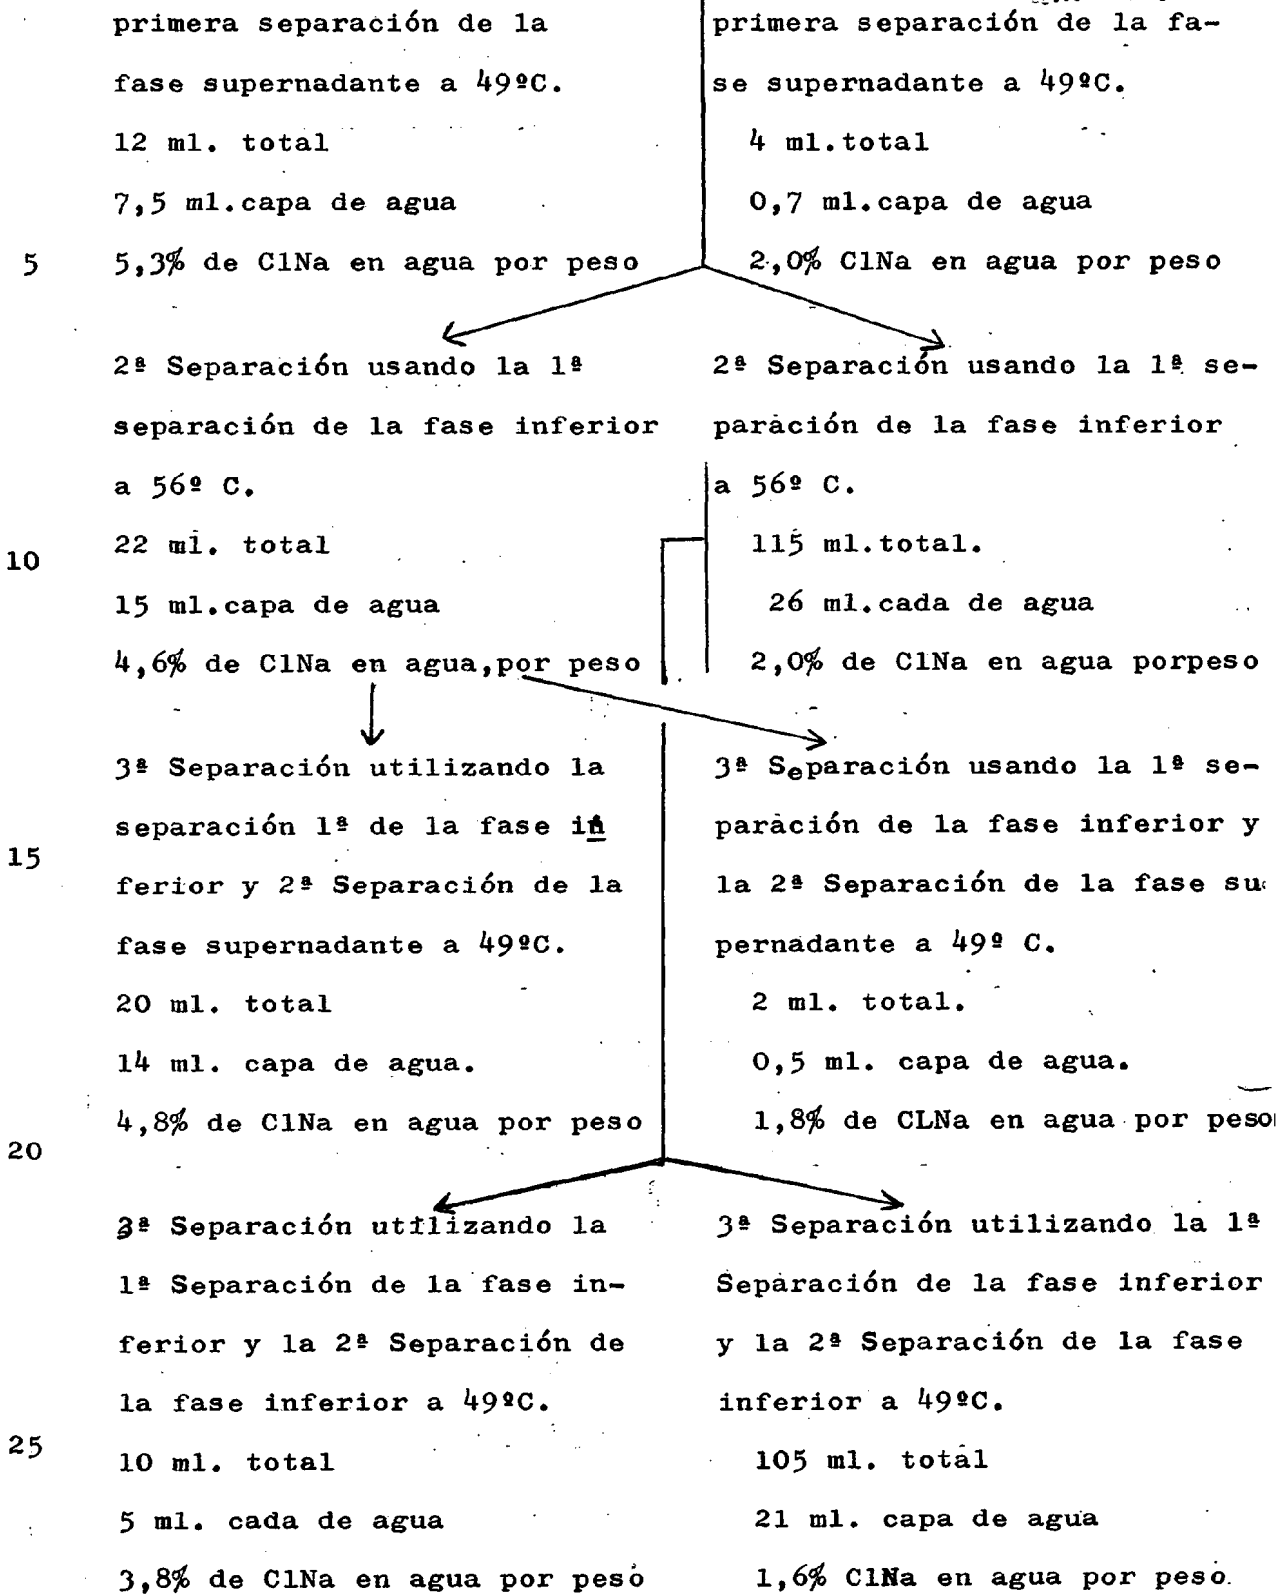 primera separación de la
fase supernadante a 49ºC.
12 ml. total
7,5 ml.capa de agua
5
5,3% de ClNa en agua por peso
primera separación de la fa-
se supernadante a 49ºC.
4 ml.total
0,7 ml.capa de agua
2,0% ClNa en agua por peso
2ª Separación usando la 1ª
separación de la fase inferior
a 56º C.
22 ml. total
10
15 ml.capa de agua
4,6% de ClNa en agua,por peso
2ª Separación usando la 1ª se-
paración de la fase inferior
a 56º C.
115 ml.total.
26 ml.cada de agua
2,0% de ClNa en agua porpeso
3ª Separación utilizando la
separación 1ª de la fase in
15
ferior y 2ª Separación de la
fase supernadante a 49ºC.
20 ml. total
14 ml. capa de agua.
4,8% de ClNa en agua por peso
20
3ª Separación usando la 1ª se-
paración de la fase inferior y
la 2ª Separación de la fase su
pernadante a 49º C.
2 ml. total.
0,5 ml. capa de agua.
1,8% de CLNa en agua por peso
3ª Separación utilizando la
1ª Separación de la fase in-
ferior y la 2ª Separación de
la fase inferior a 49ºC.
25
10 ml. total
5 ml. cada de agua
3,8% de ClNa en agua por peso
3ª Separación utilizando la 1ª
Separación de la fase inferior
y la 2ª Separación de la fase
inferior a 49ºC.
105 ml. total
21 ml. capa de agua
1,6% ClNa en agua por peso.